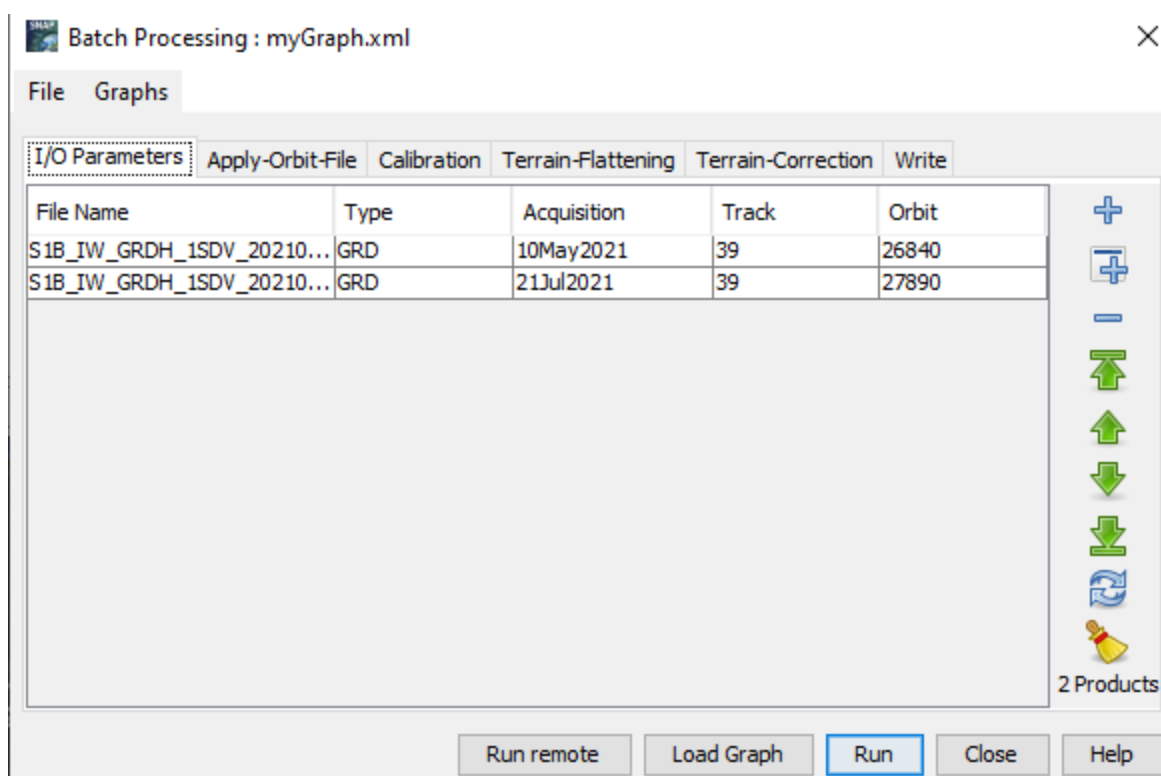 SNAP
Batch Processing : myGraph.xml
File Graphs
I/O Parameters Apply-Orbit-File Calibration Terrain-Flattening Terrain-Correction Write
File Name Type Acquisition Track Orbit
S1B_IW_GRDH_1SDV_20210... GRD 10May2021 39 26840
S1B_IW_GRDH_1SDV_20210... GRD 21Jul2021 39 27890
2 Products
Run remote Load Graph Run Close Help